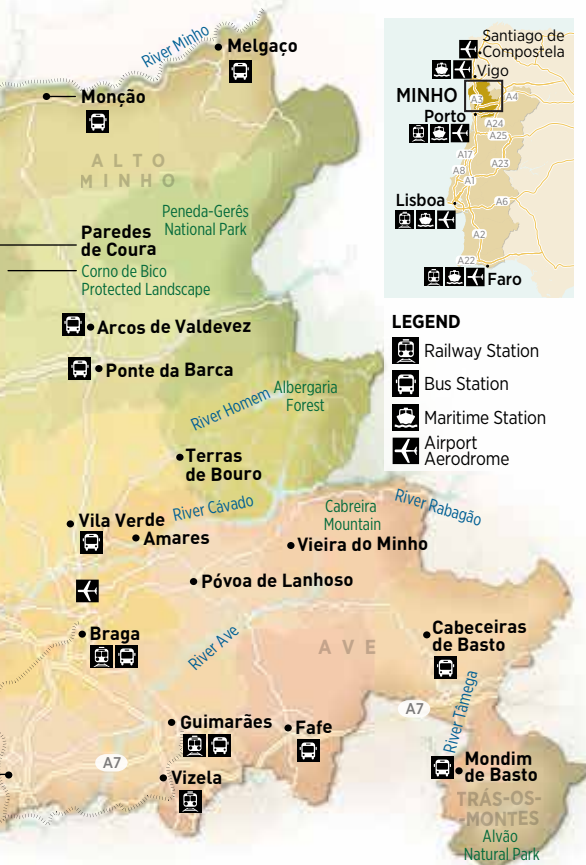 River Minho
Melgaço
Monção
ALTO
MINHO
Peneda-Gerês
National Park
Paredes
de Coura
Corno de Bico
Protected Landscape
Arcos de Valdevez
Ponte da Barca
River Homem
Albergaria
Forest
Terras
de Bouro
River Cávado
Vila Verde
Amares
Cabreira
Mountain
River Rabagão
Vieira do Minho
Póvoa de Lanhoso
Braga
River Ave
AVE
Cabeceiras
de Basto
River Tâmega
A7
Guimarães
Fafe
A7
Vizela
Mondim
de Basto
TRÁS-OS-
-MONTES
Alvão
Natural Park
Santiago de
Compostela
Vigo
MINHO
A3
A4
Porto
A24
A25
A17
A23
A8
A1
Lisboa
A6
A2
A22
Faro
LEGEND
Railway Station
Bus Station
Maritime Station
Airport
Aerodrome